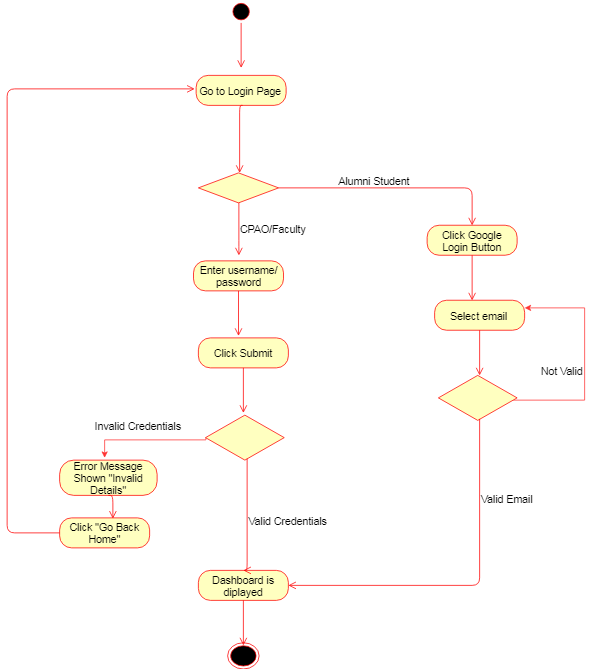 Go to Login Page
Alumni Student
CPAO/Faculty
Click Google
Login Button
Enter username/
password
Select email
Click Submit
Not Valid
Invalid Credentials
Error Message
Shown "Invalid
Details"
Valid Email
Click "Go Back
Home"
Valid Credentials
Dashboard is
diplayed